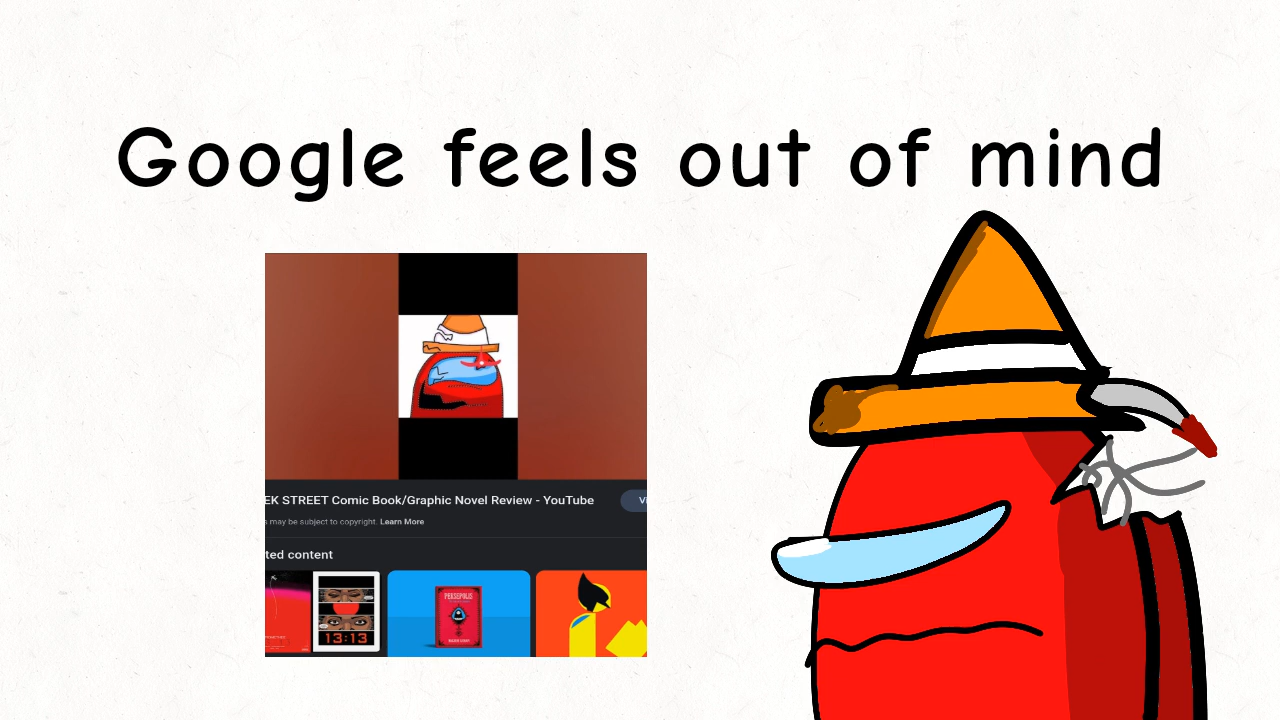 Google feels out of mind
EK STREET Comic Book/Graphic Novel Review - YouTube
Vi
s may be subject to copyright. Learn More
ted content
PERSEPOLIS
13:13